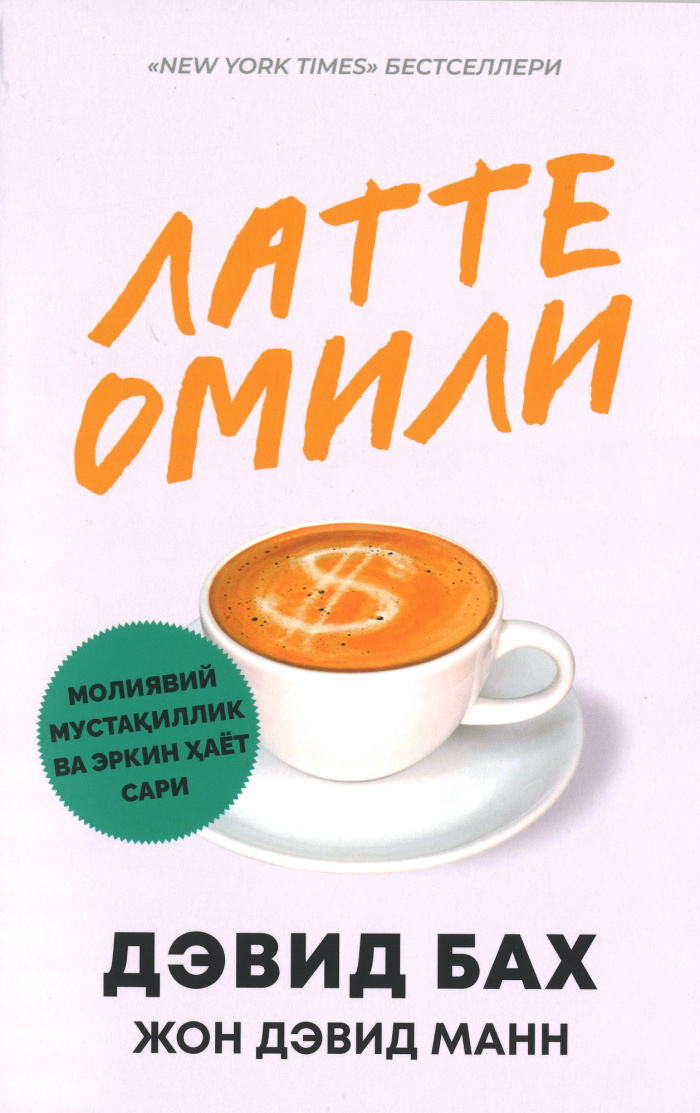 «NEW YORK TIMES» БЕСТСЕЛЛЕРИ
ЛАТТЕ
ОМИЛИ
МОЛИЯВИЙ
МУСТАҚИЛЛИК
ВА ЭРКИН ҲАЁТ
САРИ
ДЭВИД БАХ
ЖОН ДЭВИД МАНН